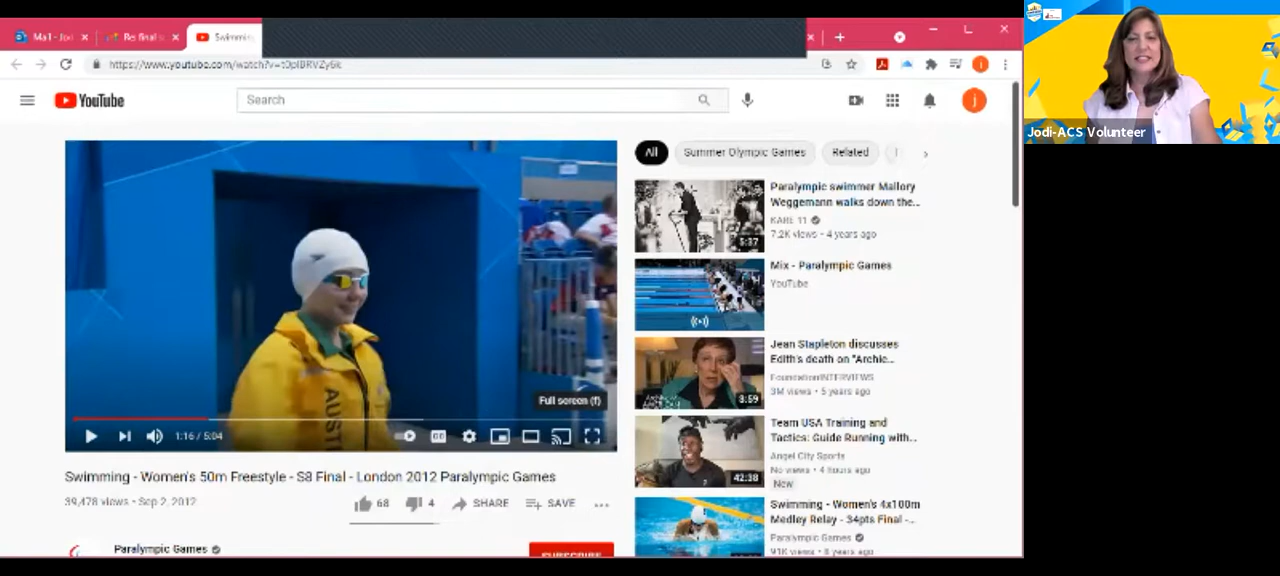 Mail - Jodi
Re: final s
Swimmin
https://www.youtube.com/watch?v=
YouTube
Search
j
All
Summer Olympic Games
Related
Paralympic swimmer Mallory
Weggemann walks down the...
KARE 11
7.2K views • 4 years ago
5:37
Mix - Paralympic Games
YouTube
Jean Stapleton discusses
Edith's death on "Archie...
FoundationINTERVIEWS
3M views • 5 years ago
3:59
Team USA Training and
Tactics: Guide Running with...
Angel City Sports
No views • 4 hours ago
New
42:38
Swimming - Women's 4x100m
Medley Relay - 34pts Final -...
Paralympic Games
91K views • 8 years ago
AUST
Full screen (f)
1:16 / 5:04
CC
Swimming - Women's 50m Freestyle - S8 Final - London 2012 Paralympic Games
39,478 views • Sep 2, 2012
68
4
SHARE
SAVE
Paralympic Games
SUBSCRIBE
Jodi-ACS Volunteer